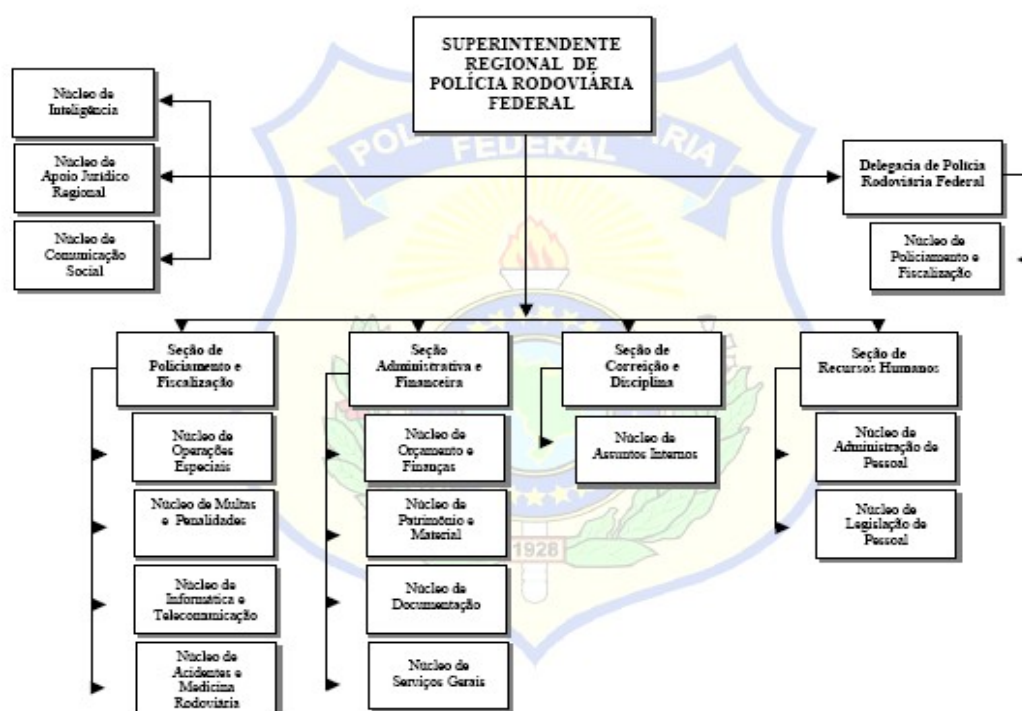 SUPERINTENDENTE
REGIONAL DE
POLÍCIA RODOVIÁRIA
FEDERAL
Núcleo de
Inteligência
Núcleo de
Apoio Jurídico
Regional
Núcleo de
Comunicação
Social
POLÍCIA RODOVIÁRIA
FEDERAL
Delegacia de Polícia
Rodoviária Federal
Núcleo de
Policiamento e
Fiscalização
Seção de
Policiamento e
Fiscalização
Núcleo de
Operações
Especiais
Núcleo de Multas
e Penalidades
Núcleo de
Informática e
Telecomunicação
Núcleo de
Acidentes e
Medicina
Rodoviária
Seção
Administrativa e
Financeira
Núcleo de
Orçamento e
Finanças
Núcleo de
Patrimônio e
Material
Núcleo de
Documentação
Núcleo de
Serviços Gerais
Seção de
Correição e
Disciplina
Núcleo de
Assuntos Internos
Seção de
Recursos Humanos
Núcleo de
Administração de
Pessoal
Núcleo de
Legislação de
Pessoal
1928